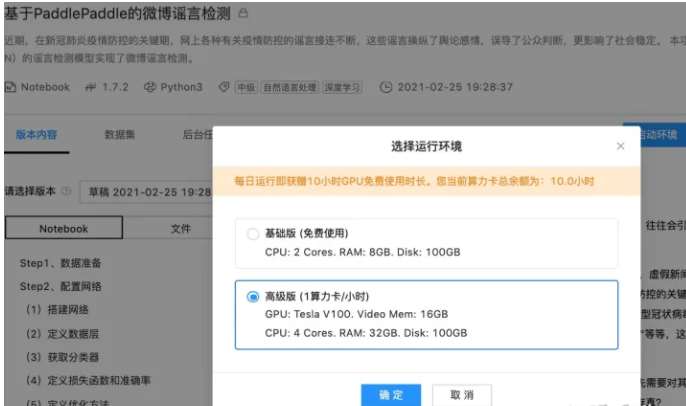 基于PaddlePaddle的微博谣言检测
近期，在新冠肺炎疫情防控的关键期，网上各种有关疫情防控的谣言接连不断，这些谣言操纵了舆论感情，误导了公众判断，更影响了社会稳定。 本项
N）的谣言检测模型实现了微博谣言检测。
Notebook 1.7.2 Python3 中级 自然语言处理 深度学习 2021-02-25 19:28:37
版本内容 数据集 后台任 启动环境
选择运行环境
每日运行即获赠10小时GPU免费使用时长。您当前算力卡总余额为：10.0小时
请选择版本 草稿 2021-02-25 19:28
Notebook 文件
往往会引
基础版 (免费使用)
CPU: 2 Cores. RAM: 8GB. Disk: 100GB
Step1、数据准备
虚假新闻
Step2、配置网络
防控的关键
高级版 (1算力卡/小时)
GPU: Tesla V100. Video Mem: 16GB
CPU: 4 Cores. RAM: 32GB. Disk: 100GB
（1）搭建网络
型冠状病毒
（2）定义数据层
"等等，这
（3）获取分类器
（4）定义损失函数和准确率
先需要对其
（5）定义优化方法
确定 取消